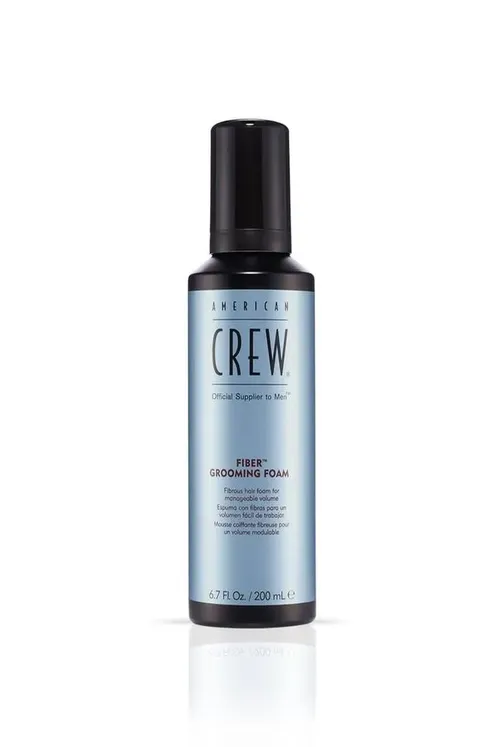 AMERICAN
CREW®
Official Supplier to Men™
FIBER™
GROOMING FOAM
Fibrous hair foam for
manageable volume
Espuma con fibras para un
volumen fácil de trabajar
Mousse coiffante fibreuse pour
un volume modulable
6.7 Fl. Oz. / 200 mL ℮